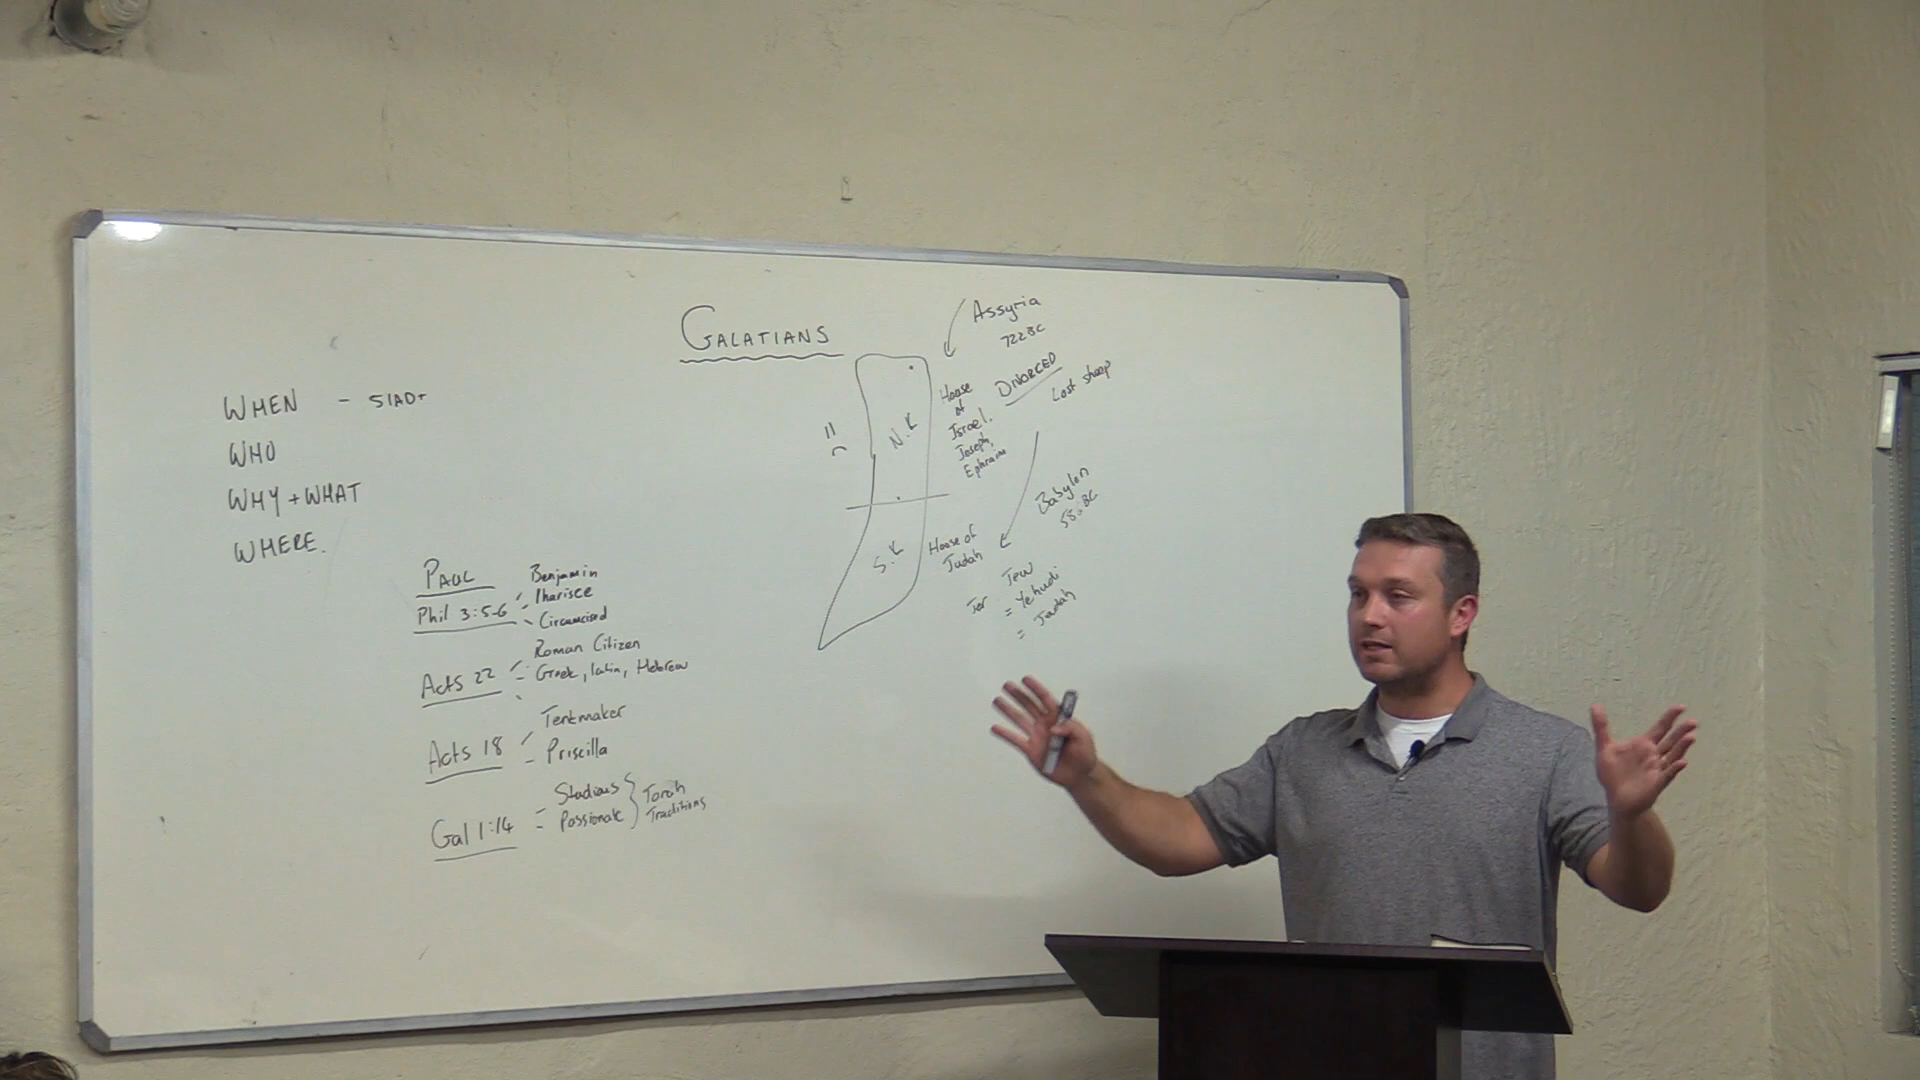 GALATIANS
WHEN - 51AD+
WHO
WHY + WHAT
WHERE.
PAUL
Phil 3:5-6
Benjamin
Pharisee
Circumcised
Acts 22
Roman Citizen
Greek, Latin, Hebrew
Acts 18
Tentmaker
Priscilla
Gal 1:14
Studious
Passionate
Torah
Traditions
N.K
S.K
Assyria
722BC
House
of
Israel.
Joseph,
Ephraim
DIVORCED
Lost sheep
Babylon
House of
Judah
Jew
= Yehudi
= Judah